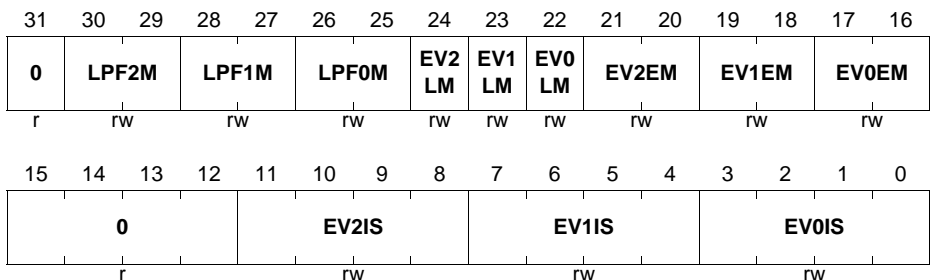 31 30 29 28 27 26 25 24 23 22 21 20 19 18 17 16
0 LPF2M LPF1M LPF0M EV2 LM EV1 LM EV0 LM EV2EM EV1EM EV0EM
r rw rw rw rw rw rw rw rw rw
15 14 13 12 11 10 9 8 7 6 5 4 3 2 1 0
0 EV2IS EV1IS EV0IS
r rw rw rw